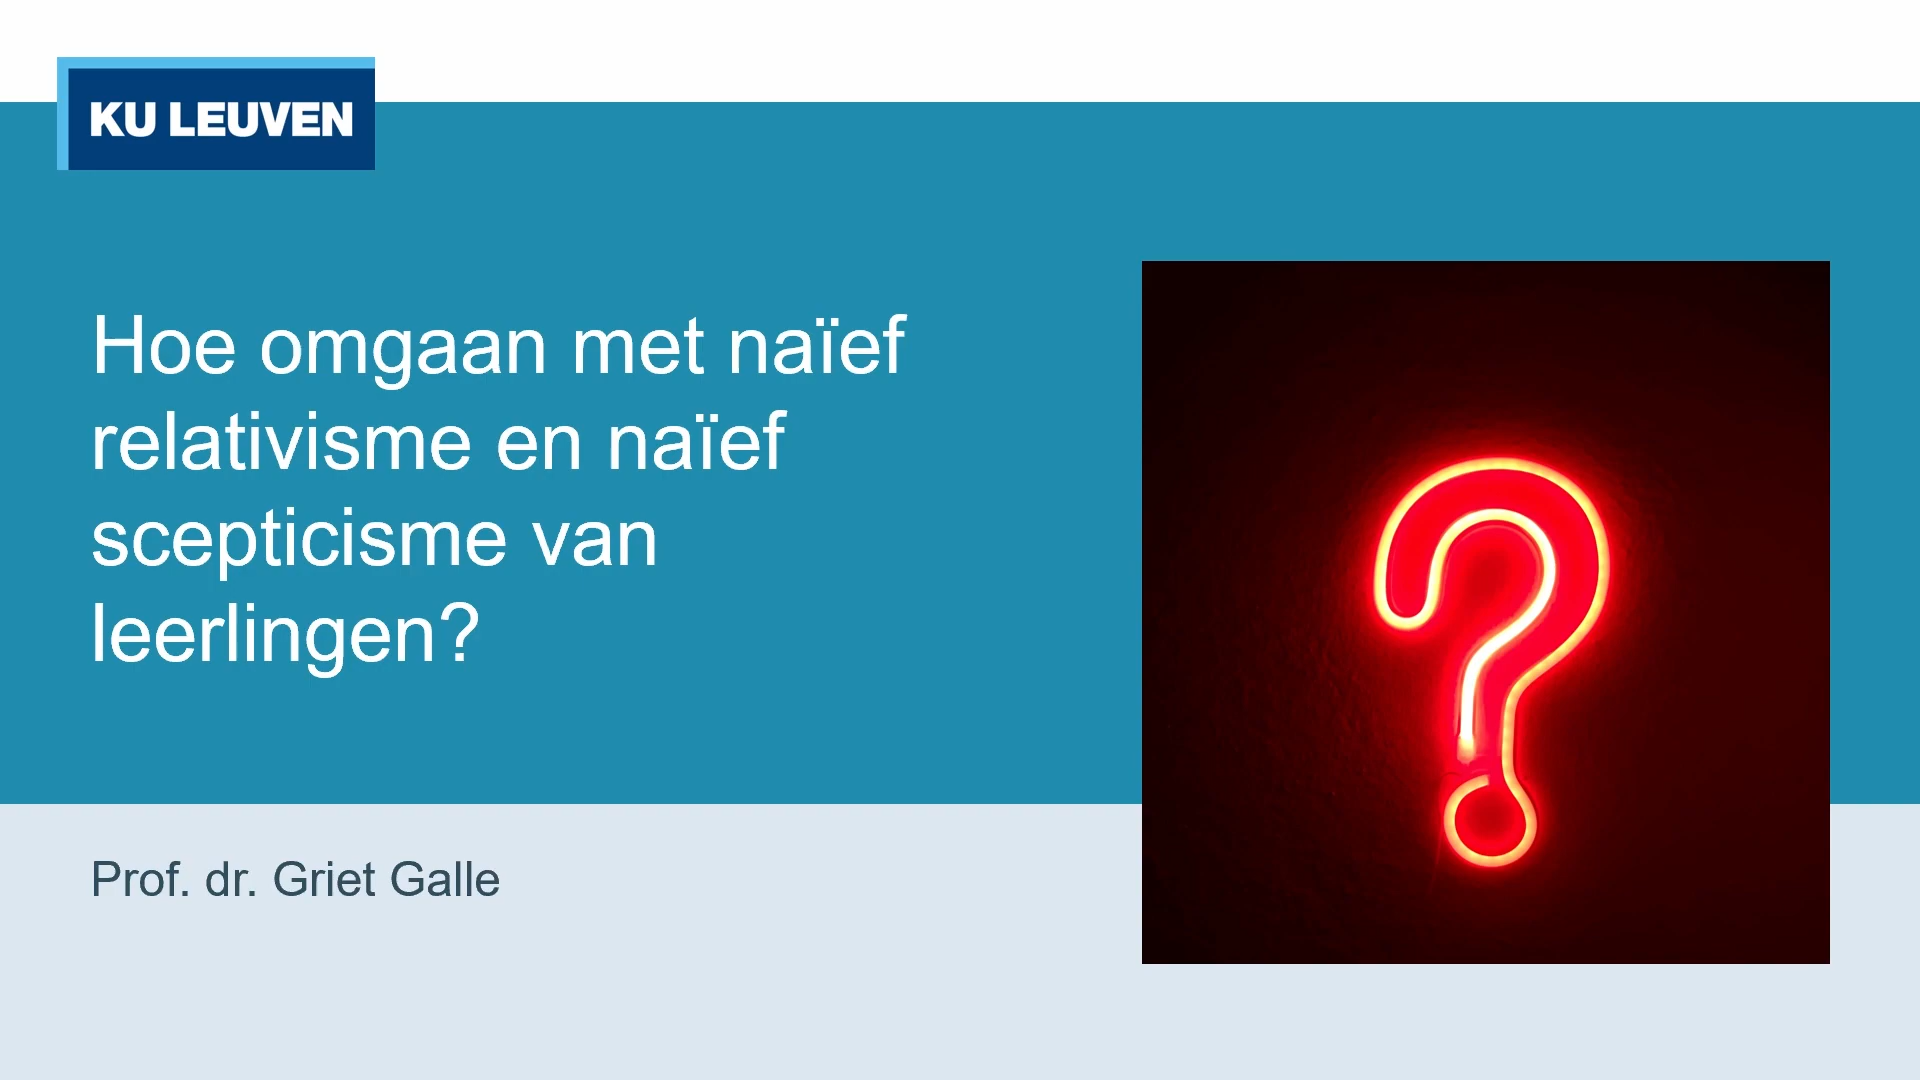 KU LEUVEN
Hoe omgaan met naïef
relativisme en naïef
scepticisme van
leerlingen?
Prof. dr. Griet Galle